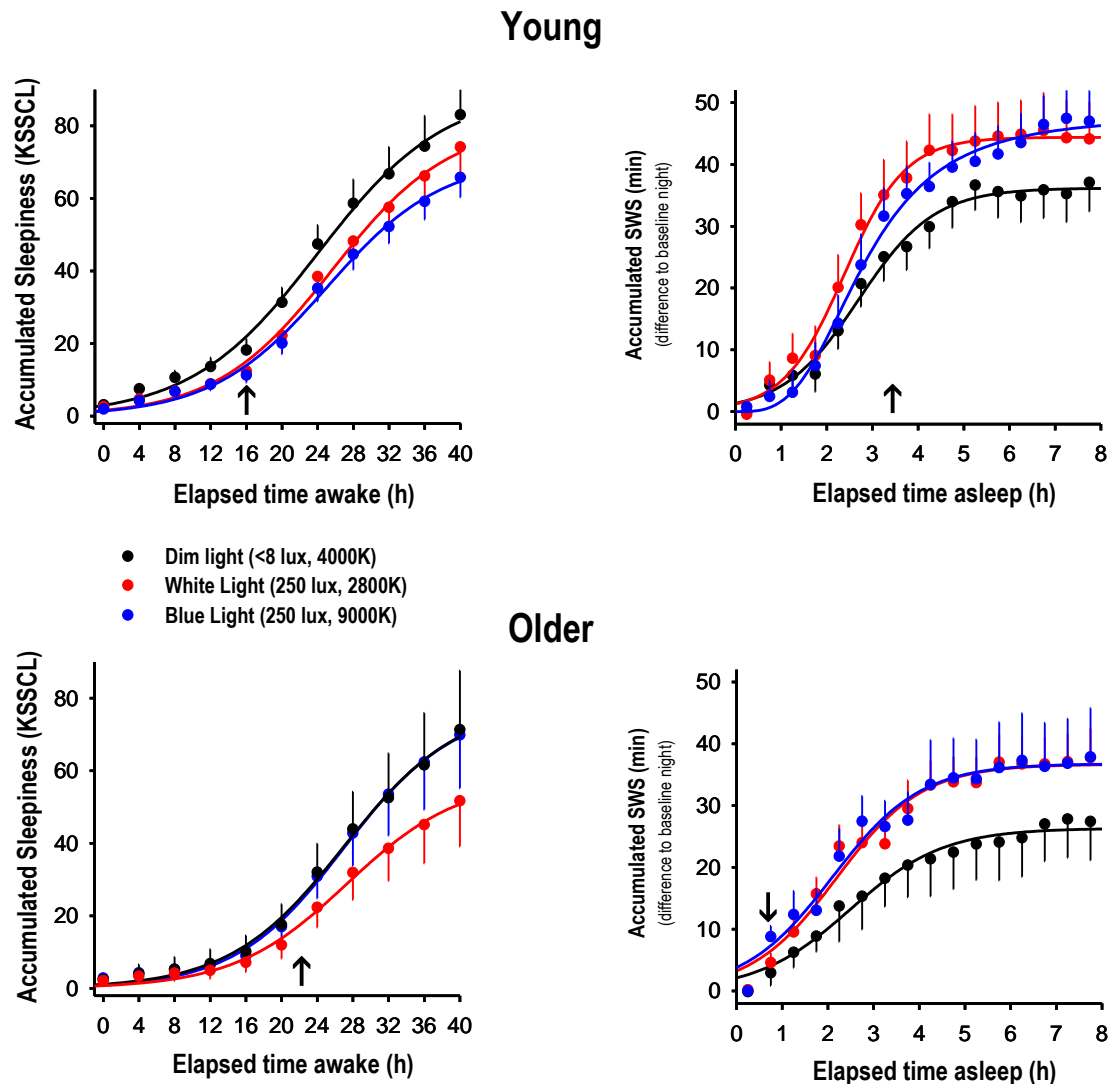 Young
Accumulated Sleepiness (KSSCL)
80
60
40
20
0
0 4 8 12 16 20 24 28 32 36 40
Elapsed time awake (h)
Accumulated SWS (min)
(difference to baseline night)
50
40
30
20
10
0
0 1 2 3 4 5 6 7 8
Elapsed time asleep (h)
Dim light (<8 lux, 4000K)
White Light (250 lux, 2800K)
Blue Light (250 lux, 9000K)
Older
Accumulated Sleepiness (KSSCL)
80
60
40
20
0
0 4 8 12 16 20 24 28 32 36 40
Elapsed time awake (h)
Accumulated SWS (min)
(difference to baseline night)
50
40
30
20
10
0
0 1 2 3 4 5 6 7 8
Elapsed time asleep (h)